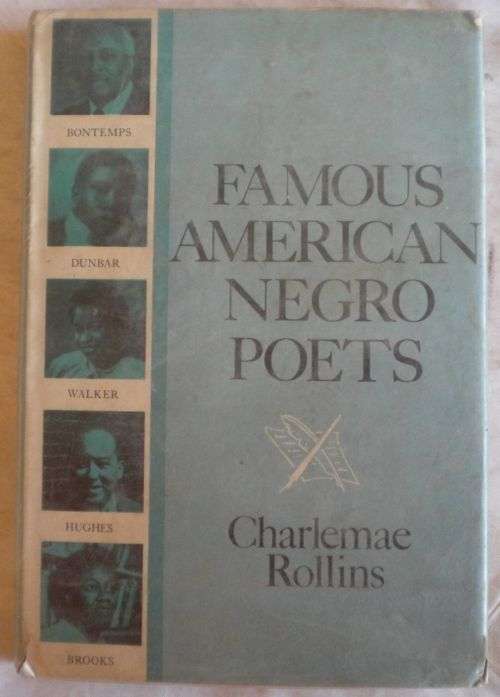 BONTEMPS
DUNBAR
WALKER
HUGHES
BROOKS
FAMOUS
AMERICAN
NEGRO
POETS
Charlemae
Rollins